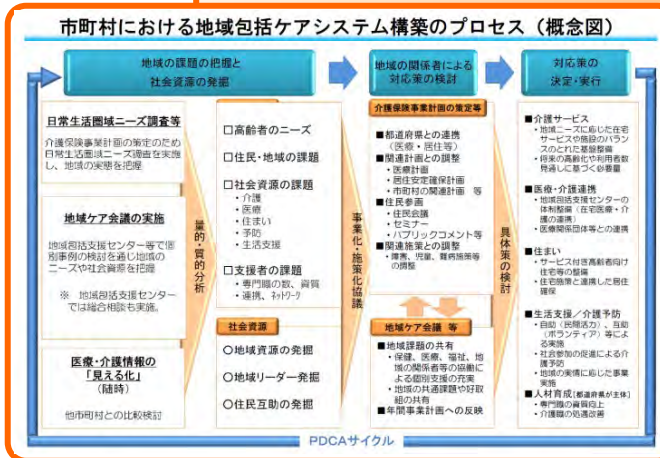 市町村における地域包括ケアシステム構築のプロセス（概念図）
地域の課題の把握と
社会資源の発掘
地域の関係者による
対応策の検討
対応策の
決定・実行
日常生活圏域ニーズ調査等
介護保険事業計画の策定のため
日常生活圏域ニーズ調査を実施
し、地域の実態を把握
地域ケア会議の実施
地域包括支援センター等で個
別事例の検討を通じ地域の
ニーズや社会資源を把握
※ 地域包括支援センター
では総合相談も実施。
医療・介護情報の
「見える化」
（随時）
他市町村との比較検討
量的・質的分析
□高齢者のニーズ
□住民・地域の課題
□社会資源の課題
・介護
・医療
・住まい
・予防
・生活支援
□支援者の課題
・専門職の数、資質
・連携、ネットワーク
社会資源
○地域資源の発掘
○地域リーダー発掘
○住民互助の発掘
事業化・施策化協議
介護保険事業計画の策定等
■都道府県との連携
（医療・居住等）
■関連計画との調整
・医療計画
・居住安定確保計画
・市町村の関連計画 等
■住民参画
・住民会議
・セミナー
・パブリックコメント等
■関連施策との調整
・障害、児童、難病施策等
の調整
地域ケア会議 等
■地域課題の共有
・保健、医療、福祉、地
域の関係者等の協働に
よる個別支援の充実
・地域の共通課題や好取
組の共有
■年間事業計画への反映
具体策の検討
■介護サービス
・地域ニーズに応じた在宅
サービスや施設のバラン
スのとれた基盤整備
・将来の高齢化や利用者数
見通しに基づく必要量
■医療・介護連携
・地域包括支援センターの
体制整備（在宅医療・介
護の連携）
・医療関係団体等との連携
■住まい
・サービス付き高齢者向け
住宅等の整備
・住宅施策と連携した居住
確保
■生活支援／介護予防
・自助（民間活力）、互助
（ボランティア）等によ
る実施
・社会参加の促進による介
護予防
・地域の実情に応じた事業
実施
■人材育成[都道府県が主体]
・専門職の資質向上
・介護職の処遇改善
PDCAサイクル